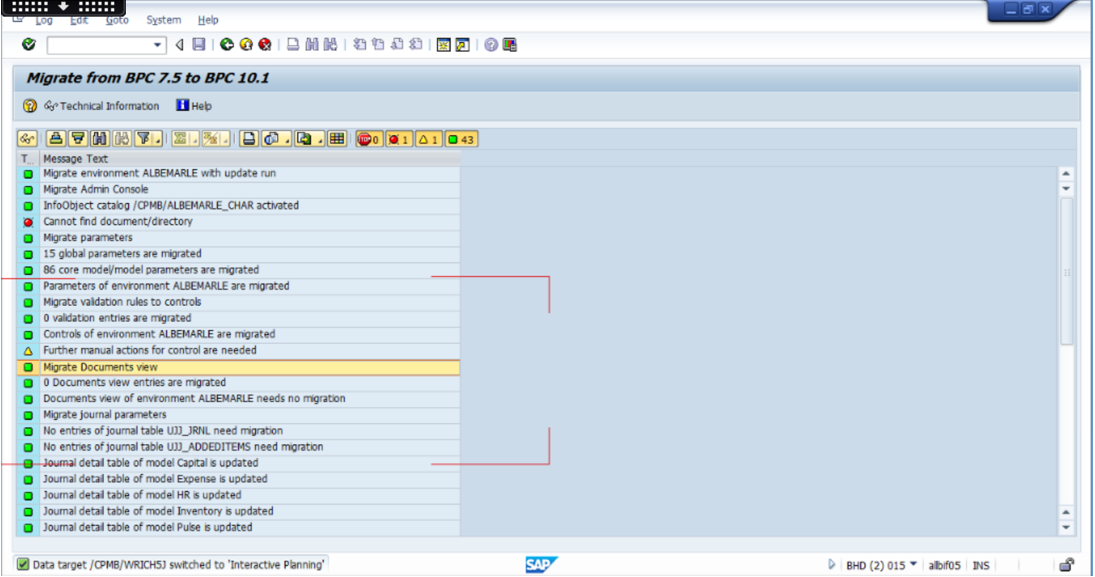 Log Edit Goto System Help
Migrate from BPC 7.5 to BPC 10.1
Technical Information Help
0 1 1 43
T... Message Text
Migrate environment ALBEMARLE with update run
Migrate Admin Console
InfoObject catalog /CPMB/ALBEMARLE_CHAR activated
Cannot find document/directory
Migrate parameters
15 global parameters are migrated
86 core model/model parameters are migrated
Parameters of environment ALBEMARLE are migrated
Migrate validation rules to controls
0 validation entries are migrated
Controls of environment ALBEMARLE are migrated
Further manual actions for control are needed
Migrate Documents view
0 Documents view entries are migrated
Documents view of environment ALBEMARLE needs no migration
Migrate journal parameters
No entries of journal table UJJ_JRNL need migration
No entries of journal table UJJ_ADDEDITEMS need migration
Journal detail table of model Capital is updated
Journal detail table of model Expense is updated
Journal detail table of model HR is updated
Journal detail table of model Inventory is updated
Journal detail table of model Pulse is updated
Data target /CPMB/WRICH5J switched to 'Interactive Planning' SAP BHD (2) 015 albif05 INS